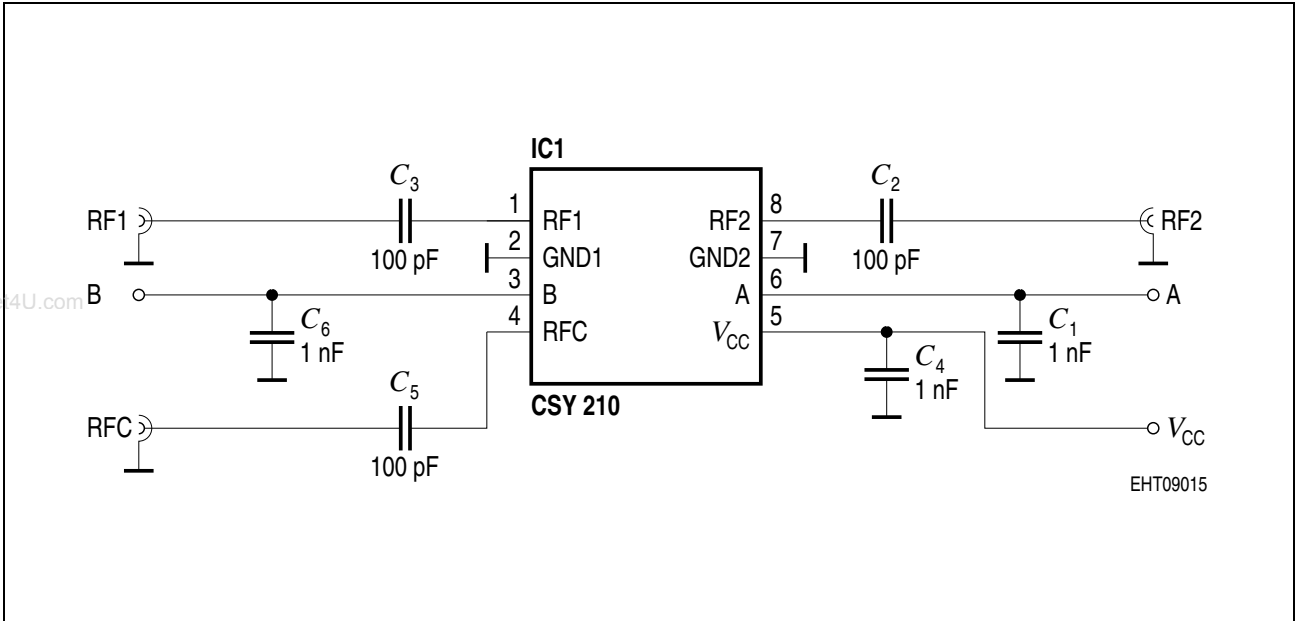 IC1
C3
100 pF
C2
100 pF
RF1
1
RF1
RF2
8
RF2
2
GND1
GND2
7
B
3
B
A
6
A
4
RFC
VCC
5
C6
1 nF
C1
1 nF
C4
1 nF
CSY 210
C5
100 pF
RFC
VCC
EHT09015
t4U.com